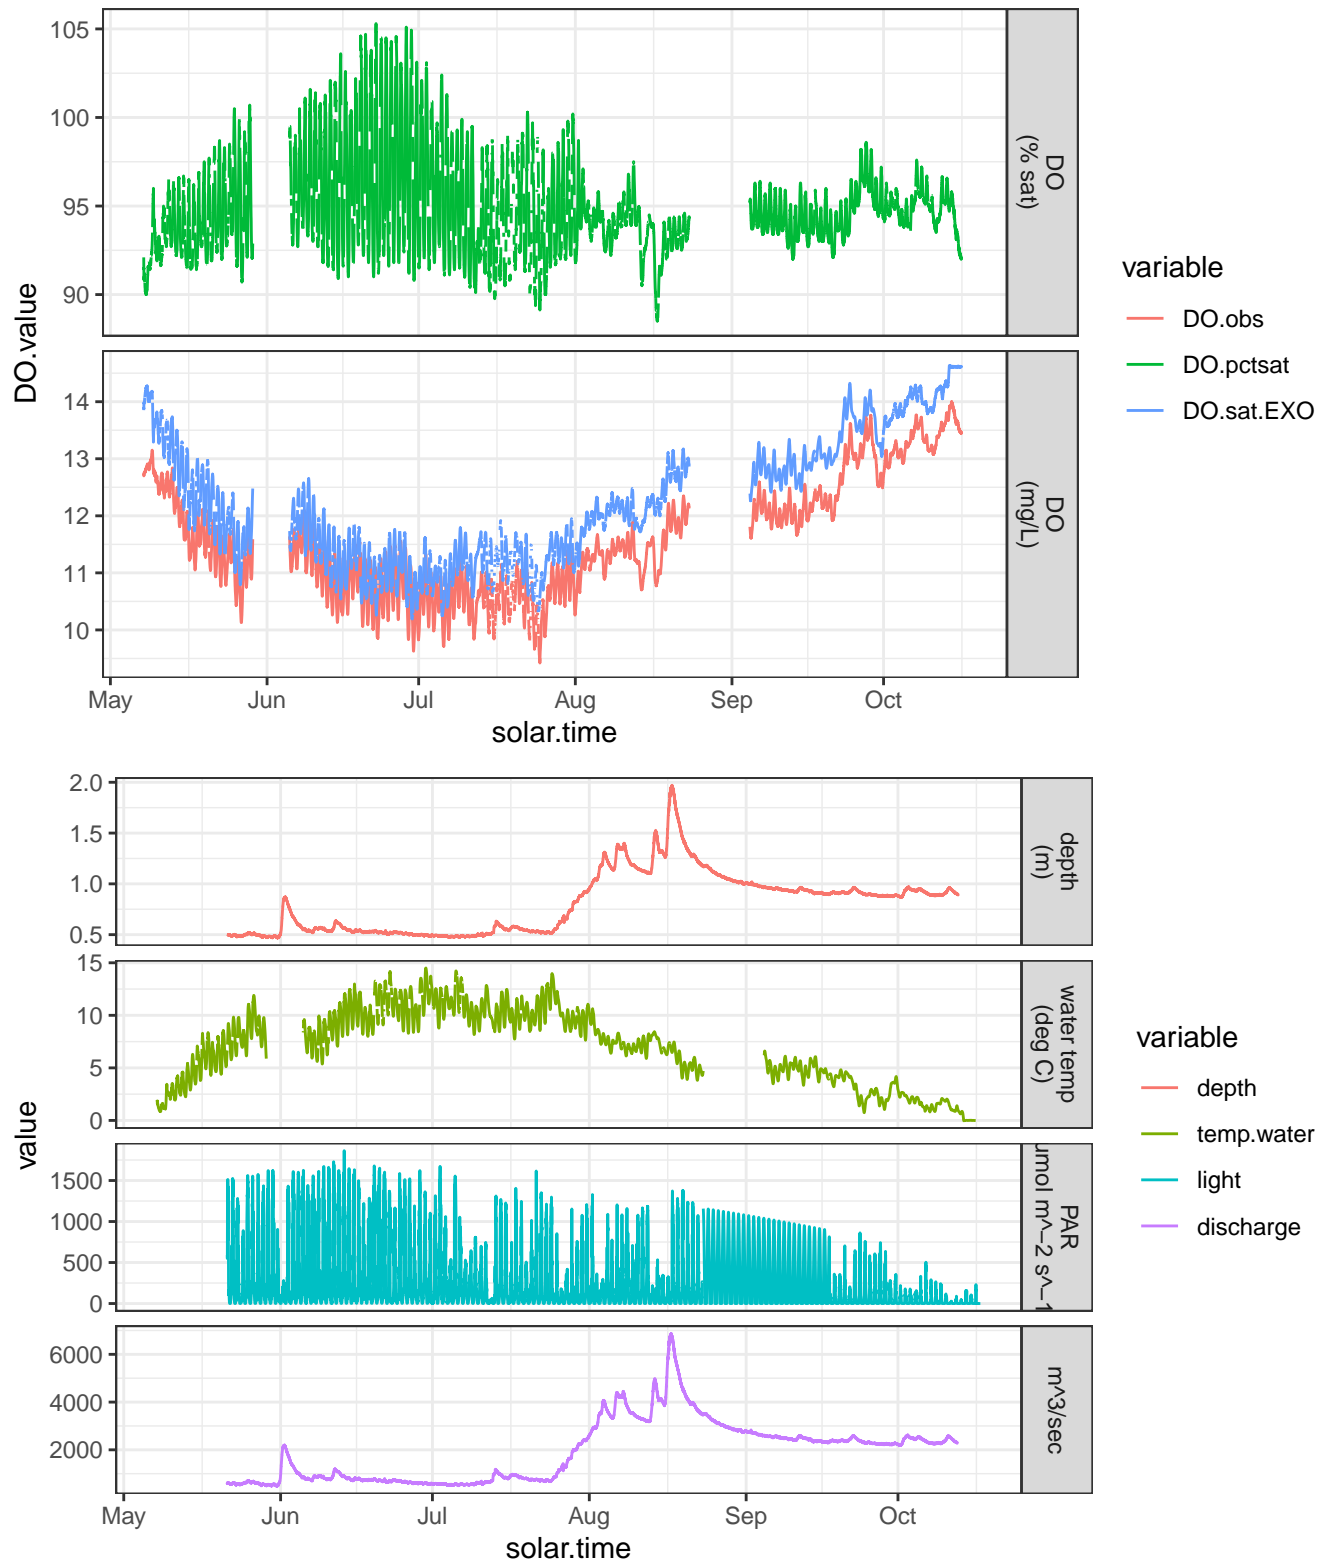 105
100
95
90
DO
(% sat)
14
13
12
11
10
DO
(mg/L)
DO.value
May
Jun
Jul
Aug
Sep
Oct
solar.time
variable
DO.obs
DO.pctsat
DO.sat.EXO
2.0
1.5
1.0
0.5
depth
(m)
15
10
5
0
water temp
(deg C)
1500
1000
500
0
PAR
umol m^-2 s^-1
6000
4000
2000
m^3/sec
value
May
Jun
Jul
Aug
Sep
Oct
solar.time
variable
depth
temp.water
light
discharge